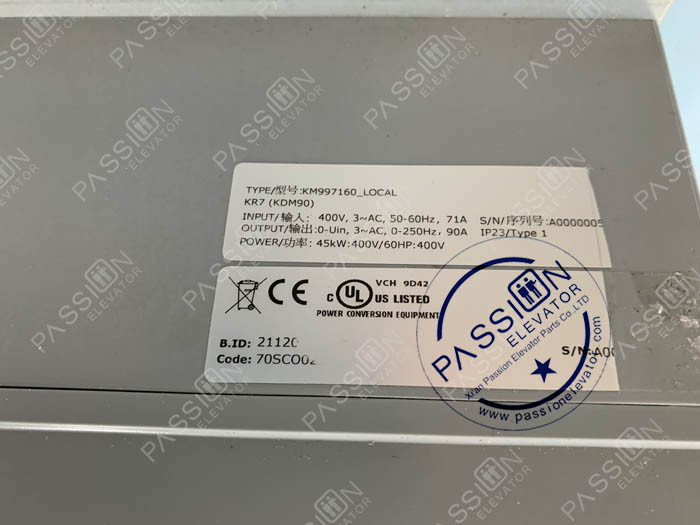 TYPE/型号:KM997160_LOCAL
KR7 (KDM90)
INPUT/输入: 400V, 3~AC, 50-60Hz, 71A S/N/序列号:A0000005
OUTPUT/输出:0-Uin, 3~AC, 0-250Hz, 90A IP23/Type 1
POWER/功率: 45kW:400V/60HP:400V
VCH 9D42
C UL US LISTED
POWER CONVERSION EQUIPMENT
B.ID: 21120
Code: 70SCO02
S/N:A00
PASSION
ELEVATOR
Xian Passion Elevator Parts Co.,LTD
www.passionelevator.com